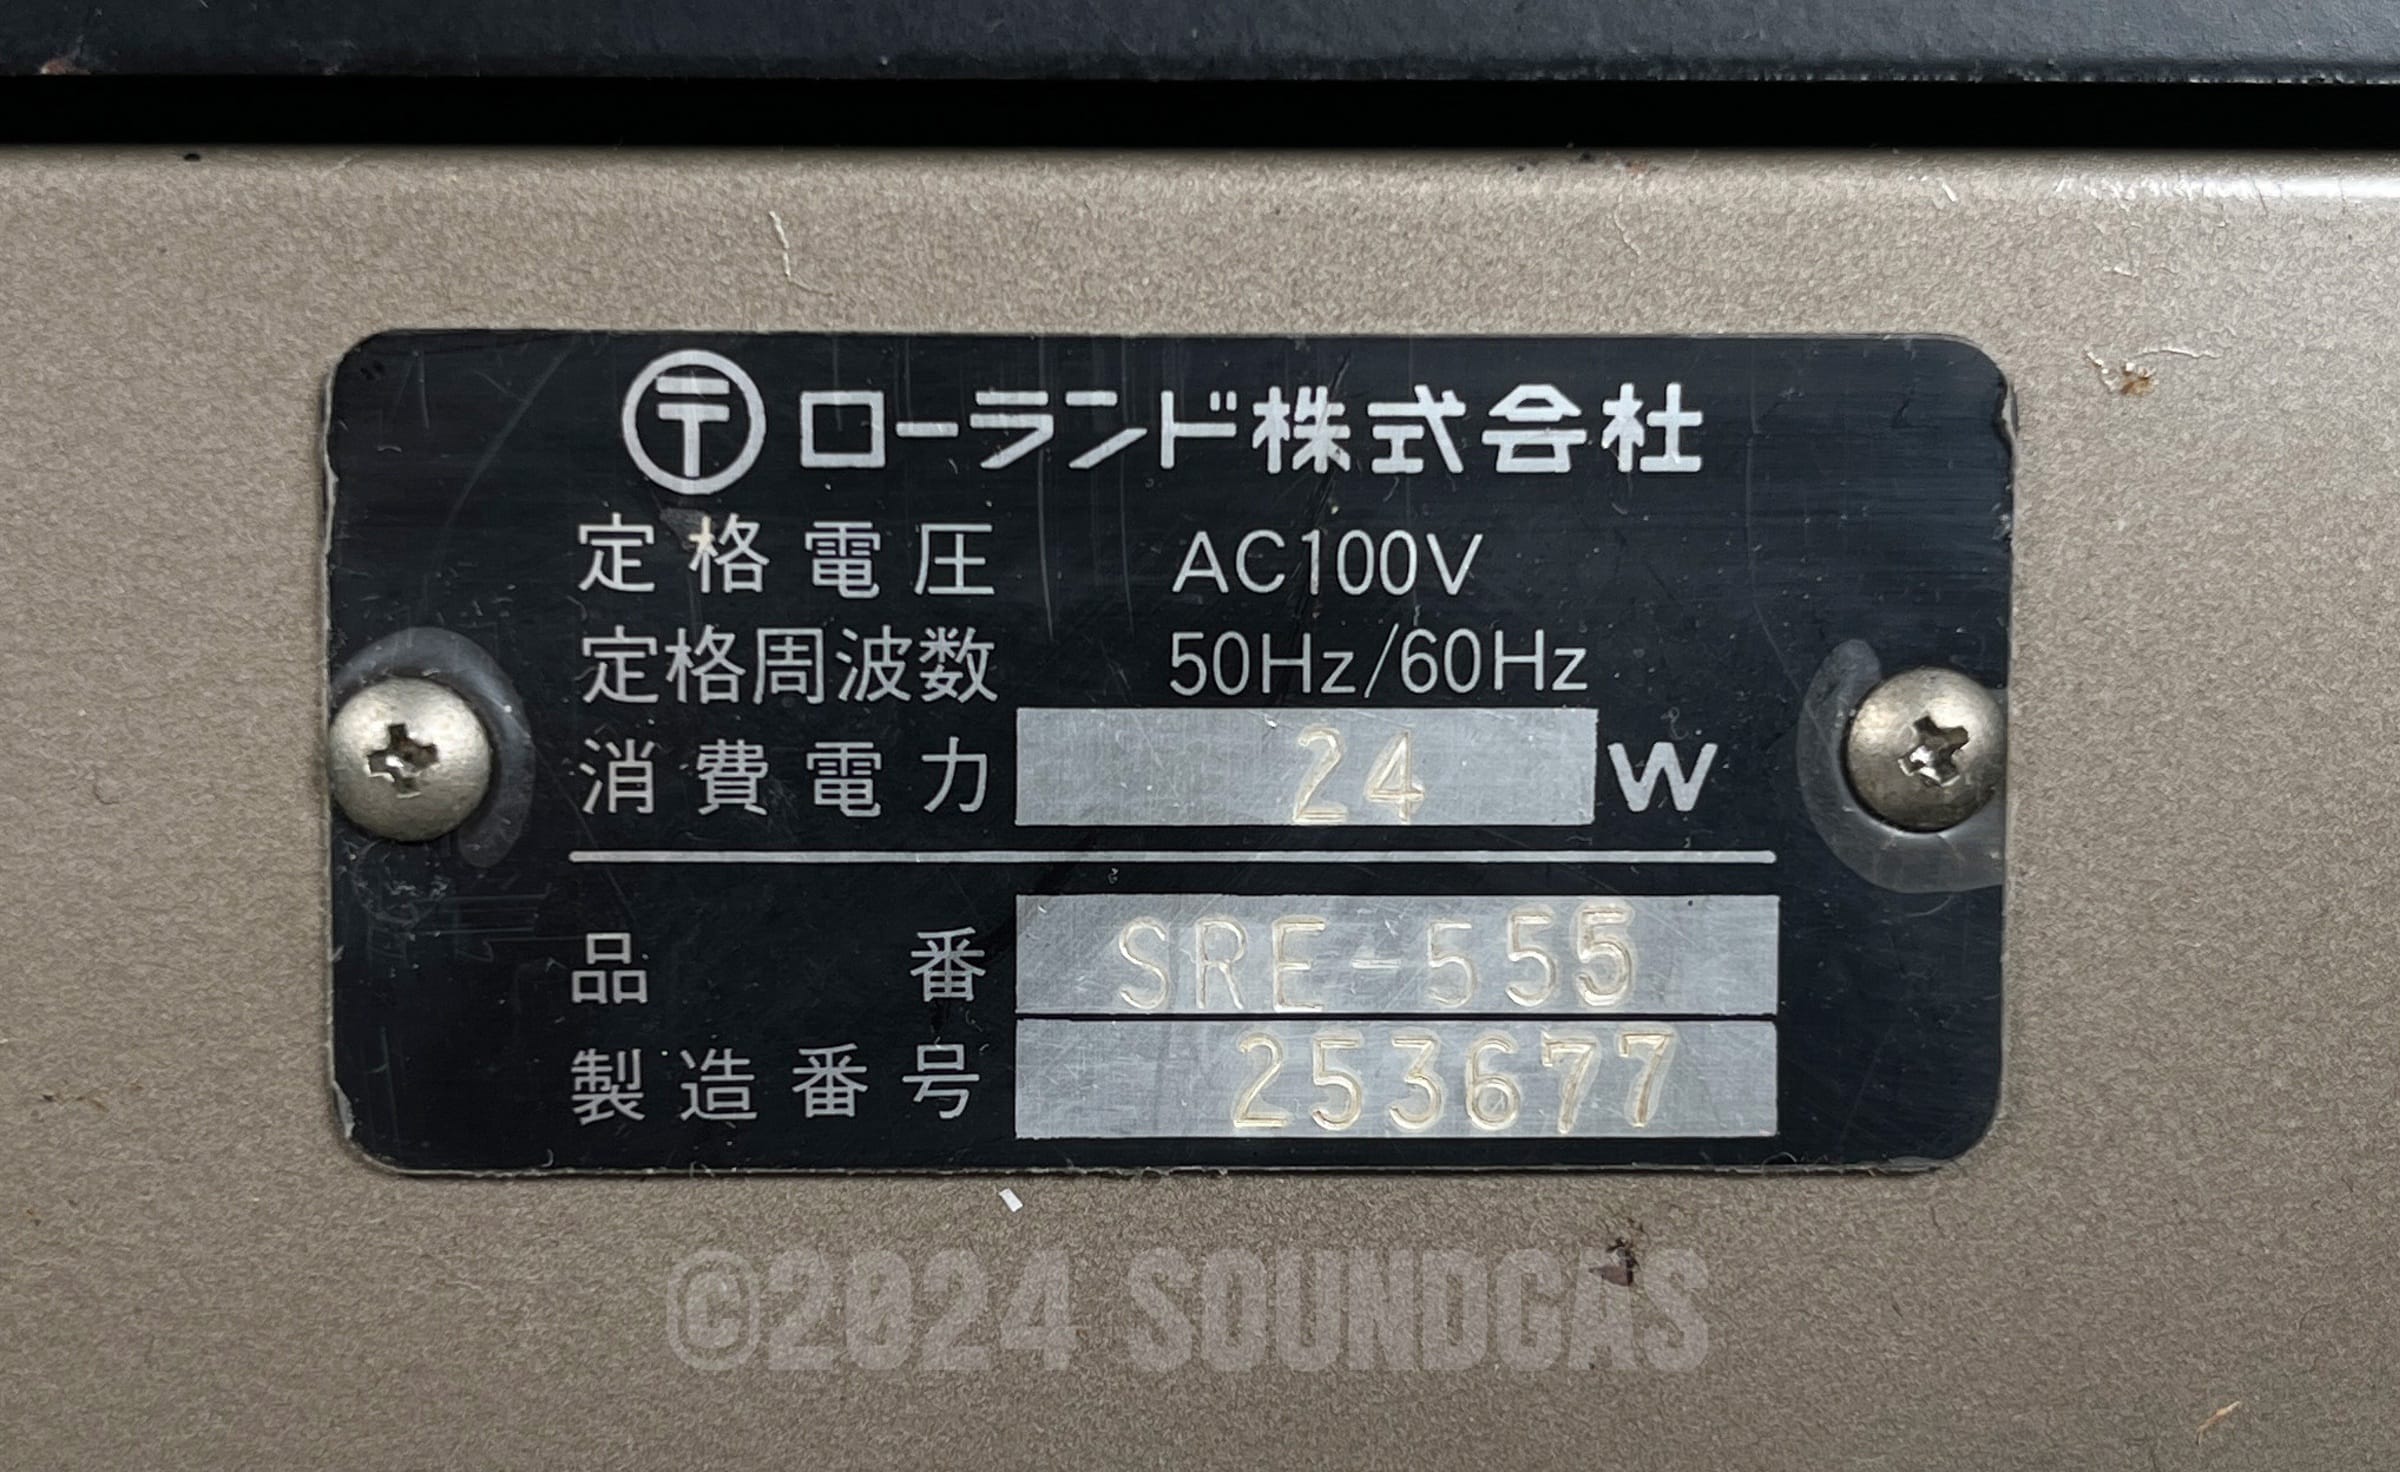 〒 ローランド株式会社
定格電圧 AC100V
定格周波数 50Hz/60Hz
消費電力 24 W
品番 SRE-555
製造番号 253677
©2024 SOUNDGAS